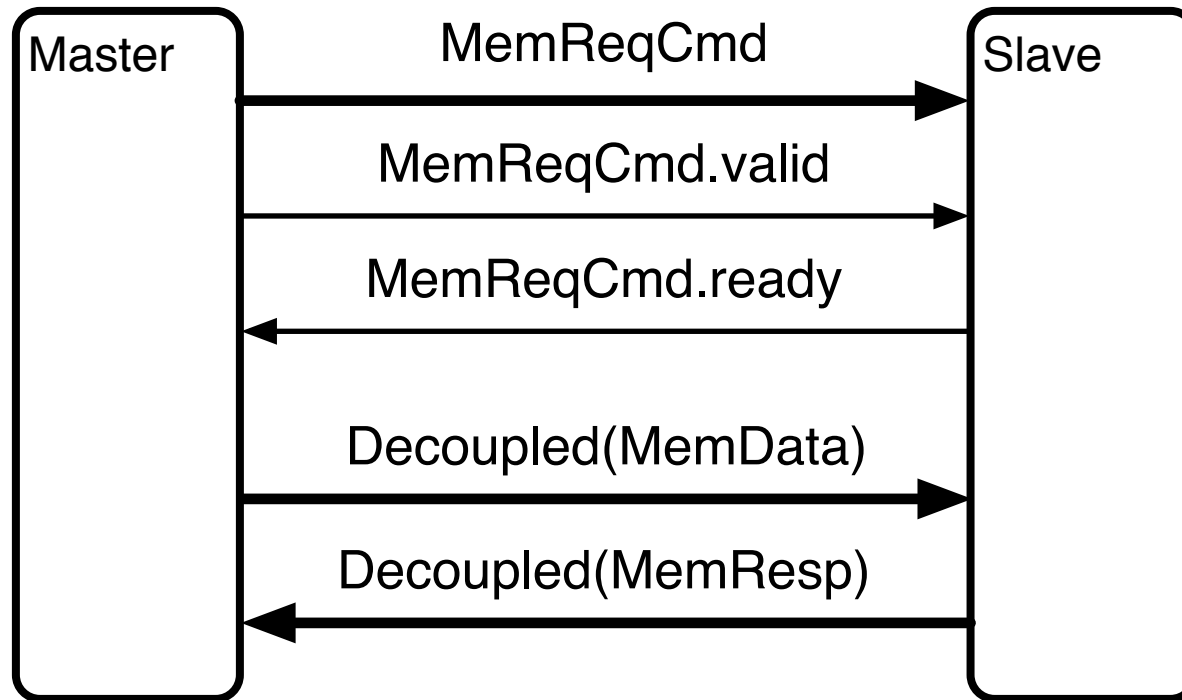 Master
MemReqCmd
Slave
MemReqCmd.valid
MemReqCmd.ready
Decoupled(MemData)
Decoupled(MemResp)